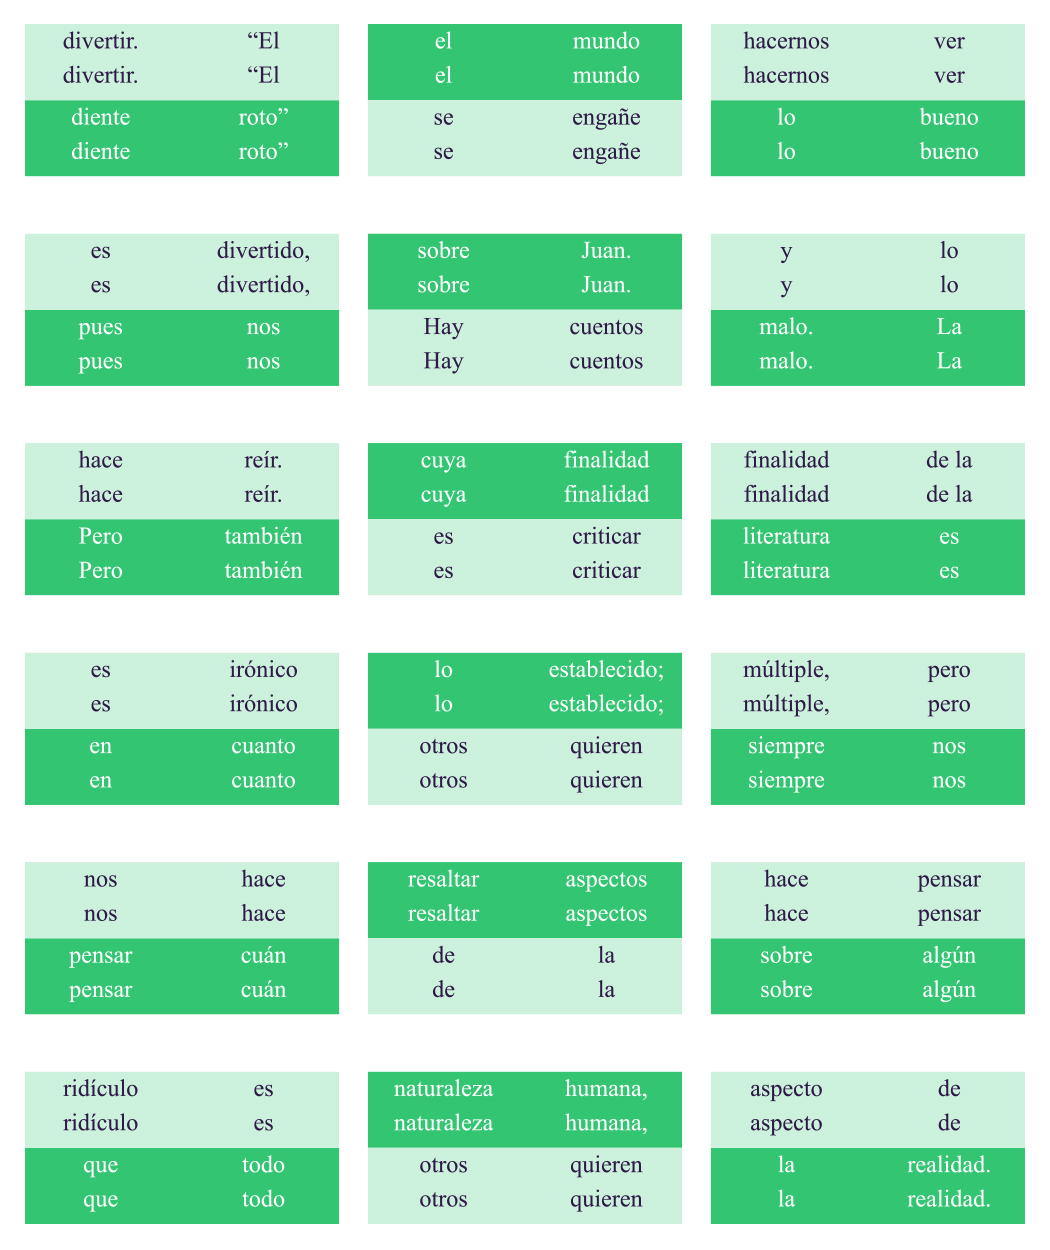 divertir. “El
divertir. “El
diente roto”
diente roto”
es divertido,
es divertido,
pues nos
pues nos
hace reír.
hace reír.
Pero también
Pero también
es irónico
es irónico
en cuanto
en cuanto
nos hace
nos hace
pensar cuán
pensar cuán
ridículo es
ridículo es
que todo
que todo
el mundo
el mundo
se engañe
se engañe
sobre Juan.
sobre Juan.
Hay cuentos
Hay cuentos
cuya finalidad
cuya finalidad
es criticar
es criticar
lo establecido;
lo establecido;
otros quieren
otros quieren
resaltar aspectos
resaltar aspectos
de la
de la
naturaleza humana,
naturaleza humana,
otros quieren
otros quieren
hacernos ver
hacernos ver
lo bueno
lo bueno
y lo
y lo
malo. La
malo. La
finalidad de la
finalidad de la
literatura es
literatura es
múltiple, pero
múltiple, pero
siempre nos
siempre nos
hace pensar
hace pensar
sobre algún
sobre algún
aspecto de
aspecto de
la realidad.
la realidad.